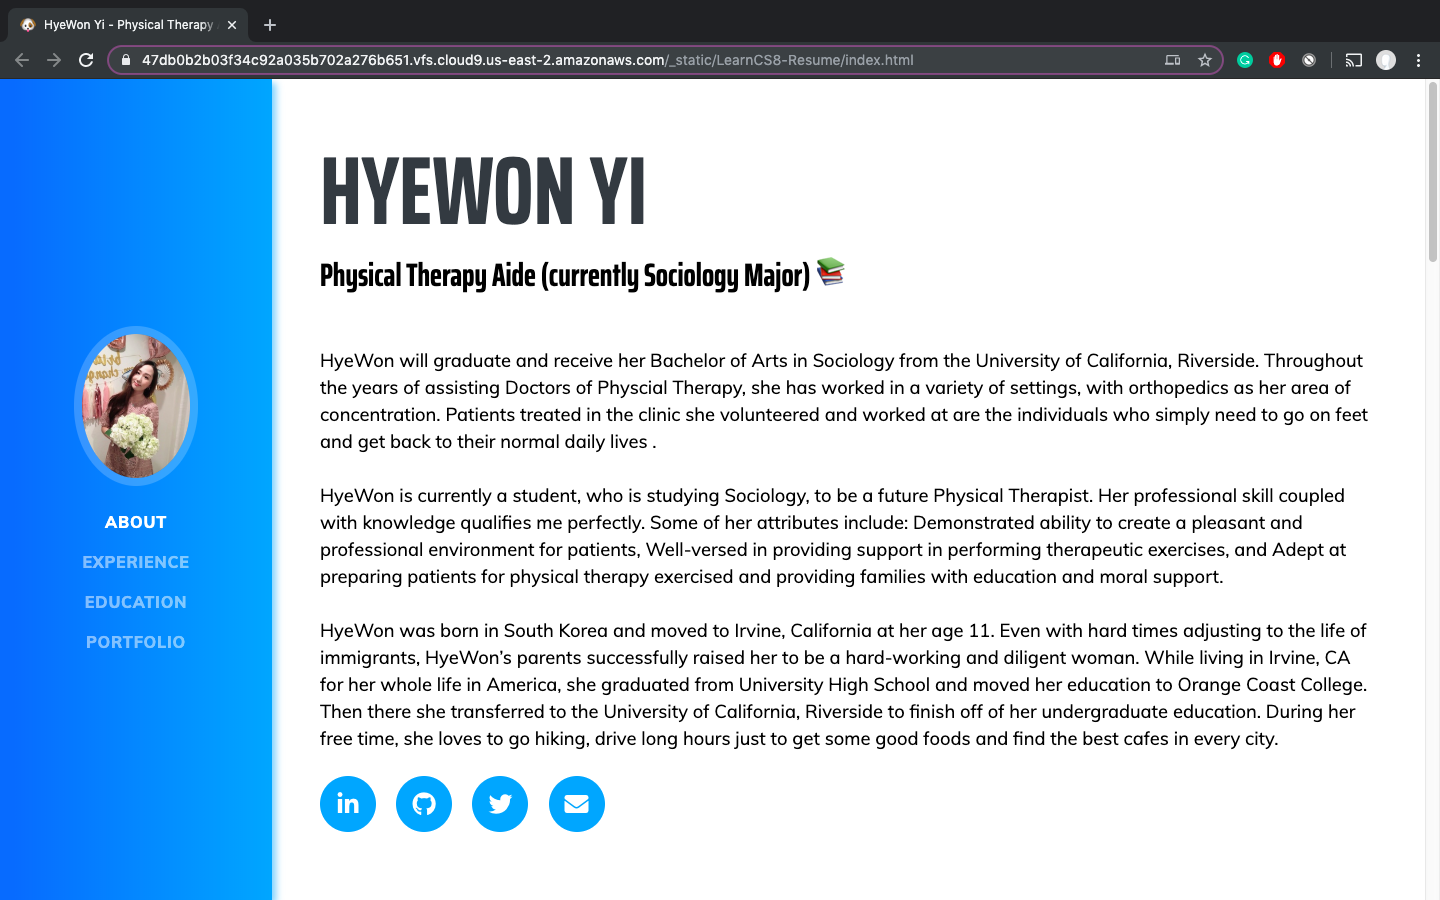 HyeWon Yi - Physical Therapy
47db0b2b03f34c92a035b702a276b651.vfs.cloud9.us-east-2.amazonaws.com/_static/LearnCS8-Resume/index.html
ABOUT
EXPERIENCE
EDUCATION
PORTFOLIO
HYEWON YI
Physical Therapy Aide (currently Sociology Major)
HyeWon will graduate and receive her Bachelor of Arts in Sociology from the University of California, Riverside. Throughout
the years of assisting Doctors of Physcial Therapy, she has worked in a variety of settings, with orthopedics as her area of
concentration. Patients treated in the clinic she volunteered and worked at are the individuals who simply need to go on feet
and get back to their normal daily lives .
HyeWon is currently a student, who is studying Sociology, to be a future Physical Therapist. Her professional skill coupled
with knowledge qualifies me perfectly. Some of her attributes include: Demonstrated ability to create a pleasant and
professional environment for patients, Well-versed in providing support in performing therapeutic exercises, and Adept at
preparing patients for physical therapy exercised and providing families with education and moral support.
HyeWon was born in South Korea and moved to Irvine, California at her age 11. Even with hard times adjusting to the life of
immigrants, HyeWon’s parents successfully raised her to be a hard-working and diligent woman. While living in Irvine, CA
for her whole life in America, she graduated from University High School and moved her education to Orange Coast College.
Then there she transferred to the University of California, Riverside to finish off of her undergraduate education. During her
free time, she loves to go hiking, drive long hours just to get some good foods and find the best cafes in every city.
in